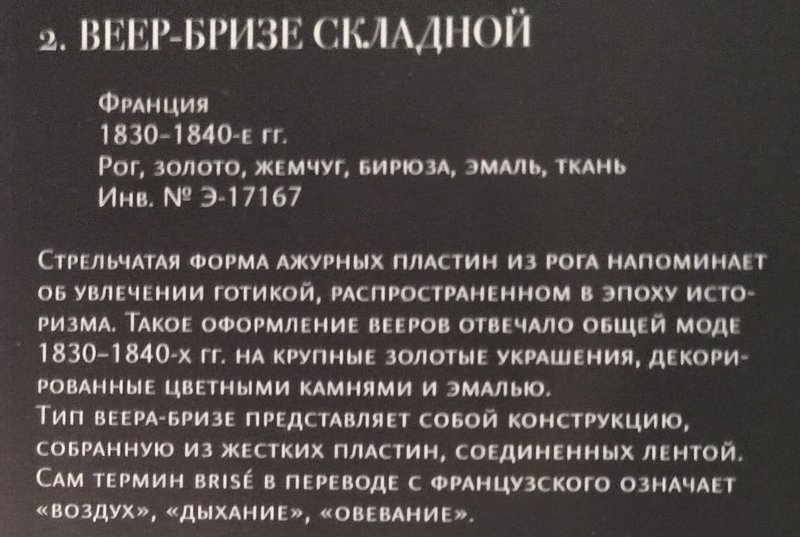 2. ВЕЕР-БРИЗЕ СКЛАДНОЙ
Франция
1830–1840-е гг.
Рог, золото, жемчуг, бирюза, эмаль, ткань
Инв. № Э-17167
Стрельчатая форма ажурных пластин из рога напоминает
об увлечении готикой, распространенном в эпоху исто-
ризма. Такое оформление вееров отвечало общей моде
1830–1840-х гг. на крупные золотые украшения, декори-
рованные цветными камнями и эмалью.
Тип веера-бризе представляет собой конструкцию,
собранную из жестких пластин, соединенных лентой.
Сам термин brisé в переводе с французского означает
«воздух», «дыхание», «овевание».